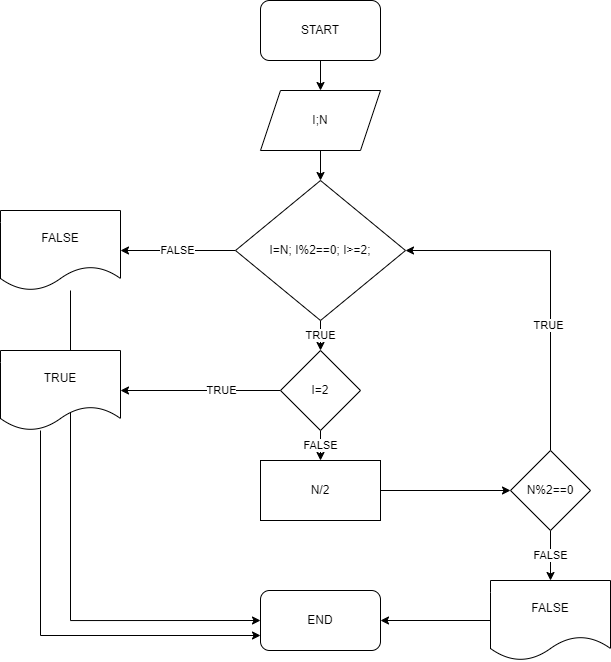 START
I;N
I=N; I%2==0; I>=2;
FALSE
FALSE
TRUE
TRUE
TRUE
TRUE
I=2
FALSE
N/2
N%2==0
FALSE
FALSE
END